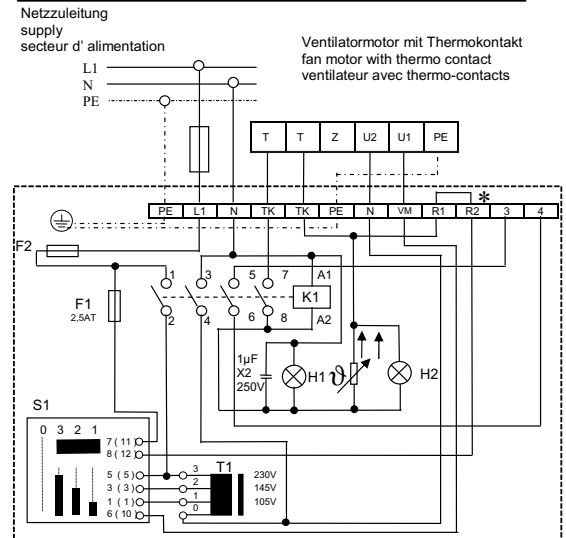 Netzzuleitung
supply
secteur d' alimentation
Ventilatormotor mit Thermokontakt
fan motor with thermo contact
ventilateur avec thermo-contacts
L1
N
PE
T T Z U2 U1 PE
PE L1 N TK TK PE N VM R1 R2 * 3 4
F2
1 3 5 7 A1
K1
2 4 6 8 A2
F1
2,5AT
1µF
X2
250V
H1
ϑ
H2
S1
0 3 2 1
7 ( 11 )
8 ( 12 )
5 ( 5 )
3 ( 3 )
1 ( 1 )
6 ( 10 )
T1
3 230V
2 145V
1 105V
0